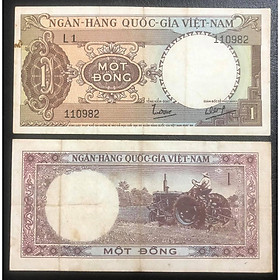 NGÂN-HÀNG QUỐC-GIA VIỆT-NAM
L1 110982
1 MỘT ĐỒNG
110982 1
NGÂN-HÀNG QUỐC-GIA VIỆT-NAM
1
MỘT ĐỒNG